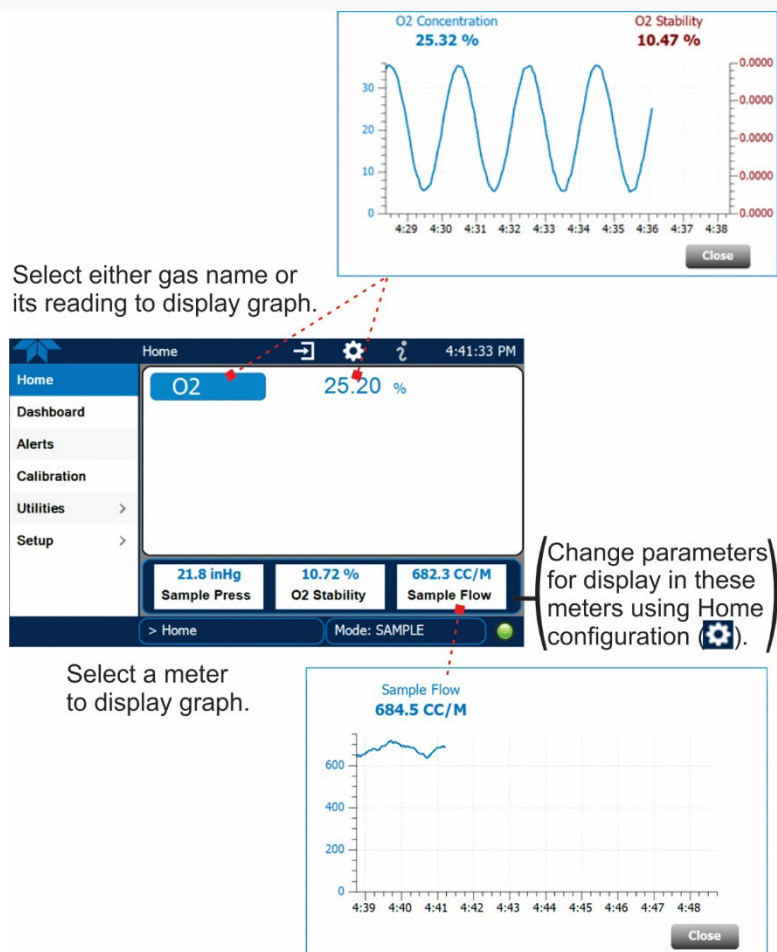 O2 Concentration
25.32 %
O2 Stability
10.47 %
30
20
10
0
0.0000
0.0000
0.0000
0.0000
0.0000
4:29 4:30 4:31 4:32 4:33 4:34 4:35 4:36 4:37 4:38
Close
Select either gas name or
its reading to display graph.
Home
4:41:33 PM
Home
Dashboard
Alerts
Calibration
Utilities >
Setup >
O2
25.20 %
21.8 inHg
Sample Press
10.72 %
O2 Stability
682.3 CC/M
Sample Flow
> Home
Mode: SAMPLE
Change parameters
for display in these
meters using Home
configuration ( ).
Select a meter
to display graph.
Sample Flow
684.5 CC/M
600
400
200
0
4:39 4:40 4:41 4:42 4:43 4:44 4:45 4:46 4:47 4:48
Close